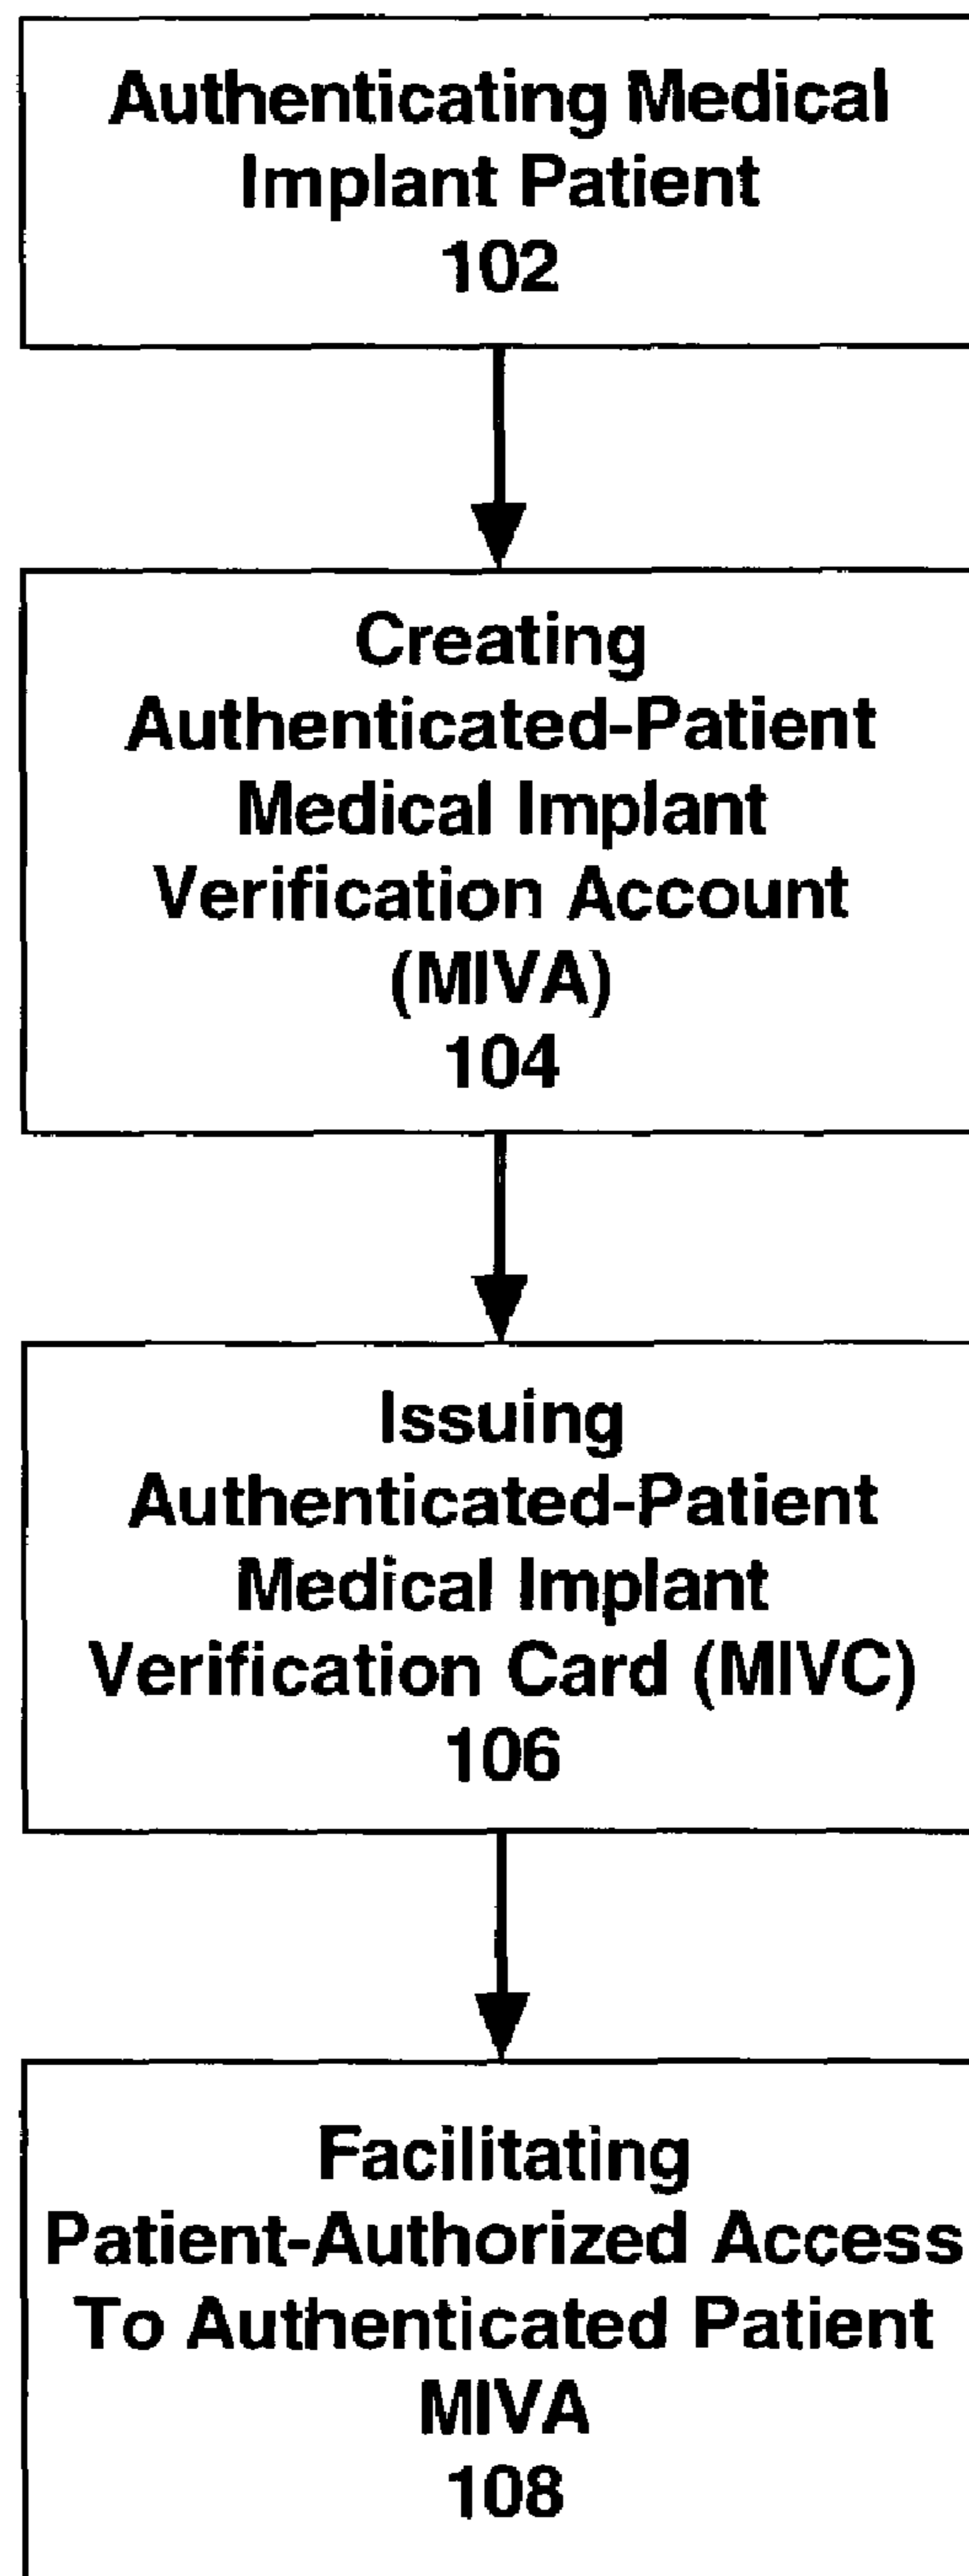 Authenticating Medical
Implant Patient
102
Creating
Authenticated-Patient
Medical Implant
Verification Account
(MIVA)
104
Issuing
Authenticated-Patient
Medical Implant
Verification Card (MIVC)
106
Facilitating
Patient-Authorized Access
To Authenticated Patient
MIVA
108